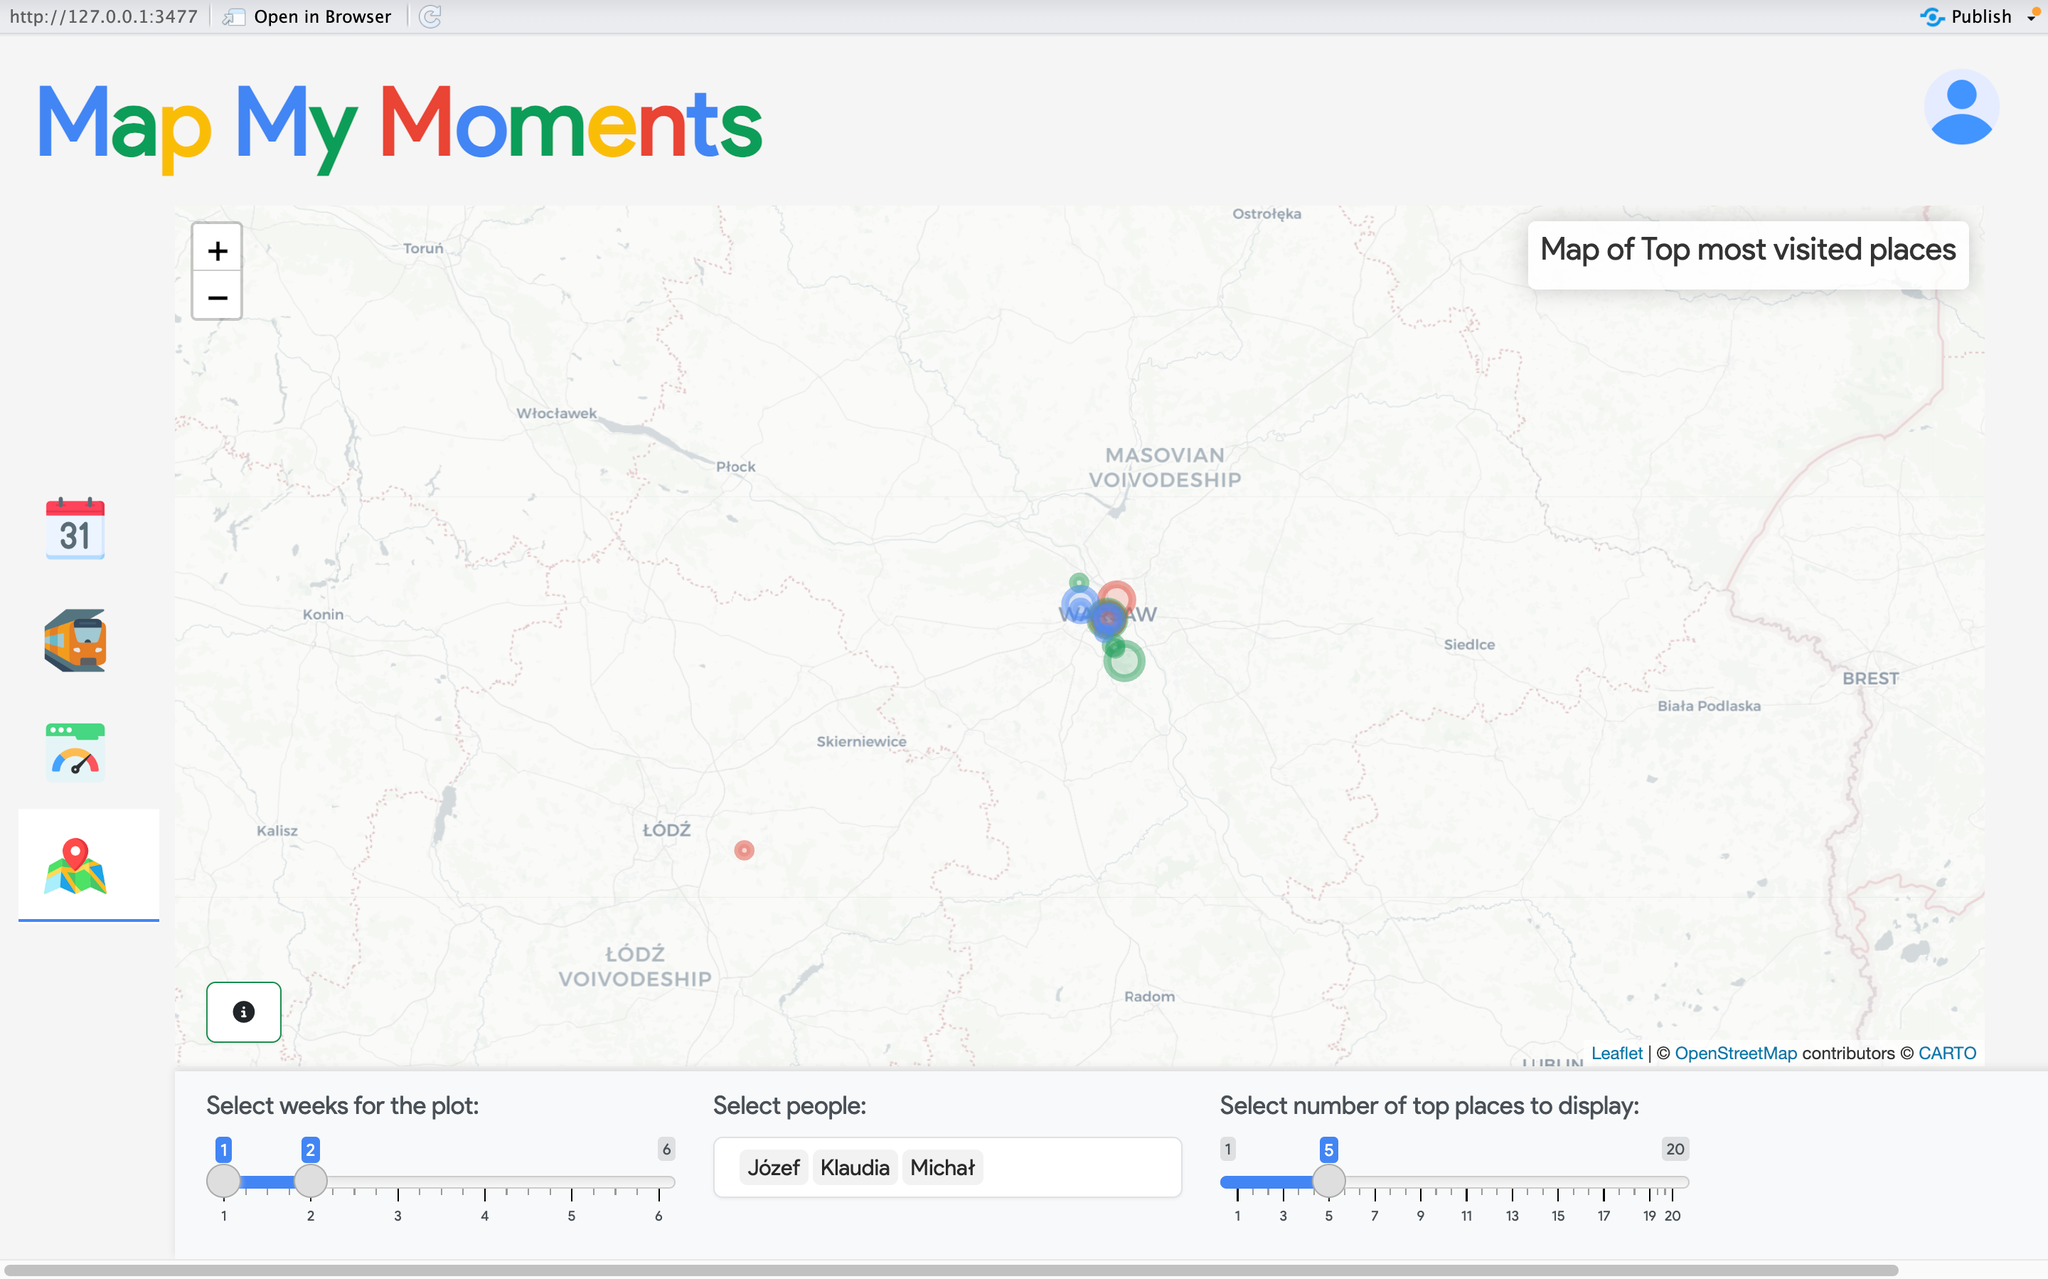 http://127.0.0.1:3477
Open in Browser
Publish
Map My Moments
+
−
Map of Top most visited places
Ostrołęka
Toruń
Włocławek
Płock
MASOVIAN
VOIVODESHIP
31
Konin
WARSAW
Siedlce
BREST
Biała Podlaska
Skierniewice
Kalisz
ŁÓDŹ
ŁÓDŹ
VOIVODESHIP
Radom
LUBLIN
Leaflet | © OpenStreetMap contributors © CARTO
Select weeks for the plot:
1 2 6
1 2 3 4 5 6
Select people:
Józef Klaudia Michał
Select number of top places to display:
1 5 20
1 3 5 7 9 11 13 15 17 19 20